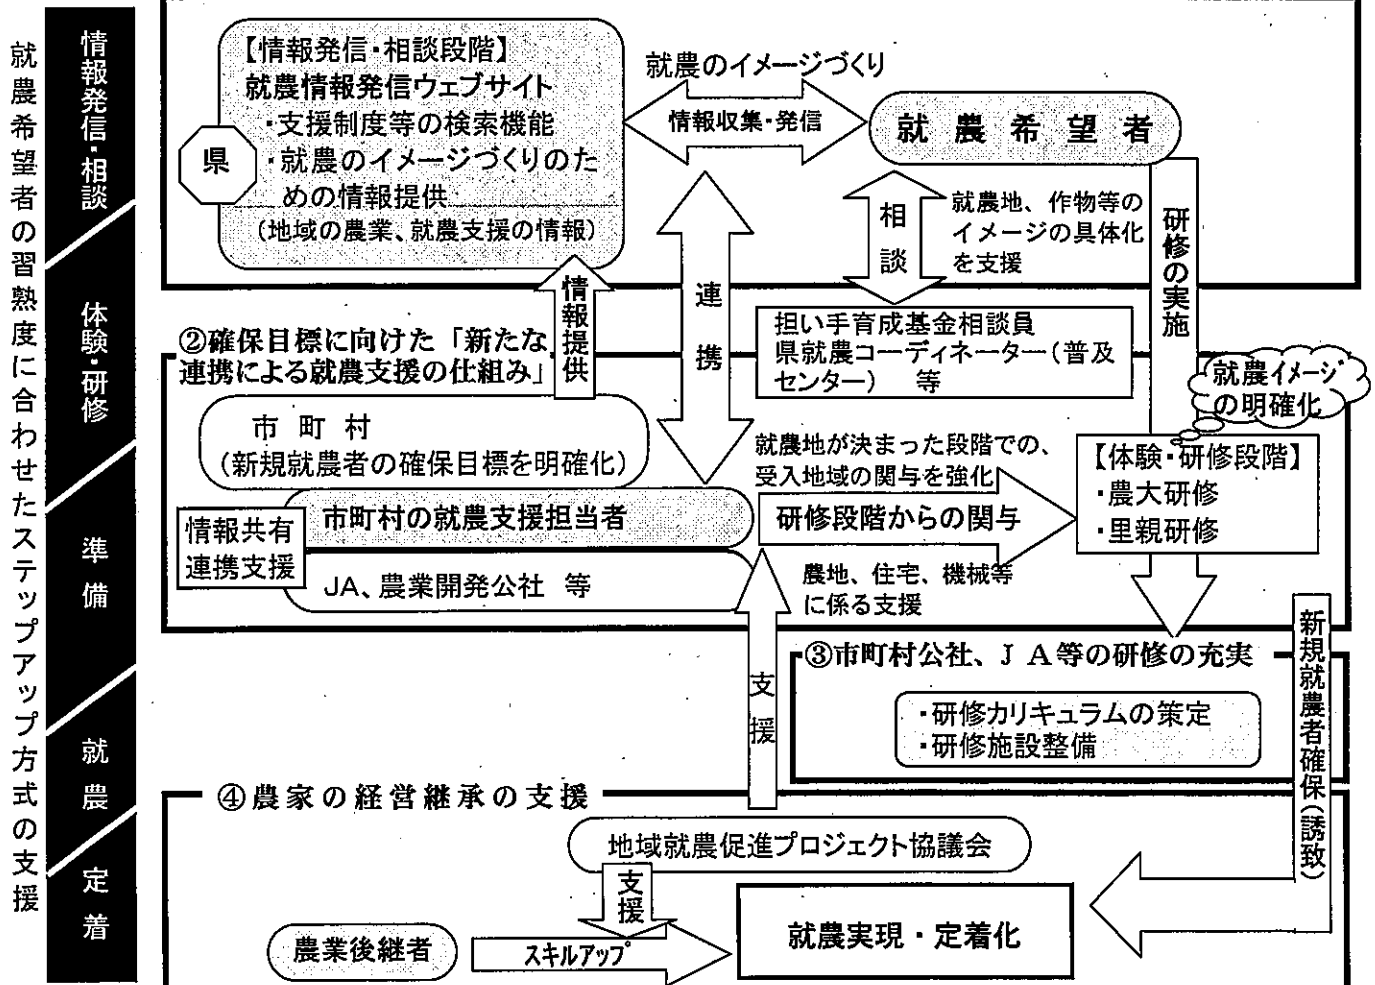 就農希望者の習熟度に合わせたステップアップ方式の支援
情報発信・相談
体験・研修
準備
就農
定着
【情報発信・相談段階】
就農情報発信ウェブサイト
・支援制度等の検索機能
・就農のイメージづくりのた
めの情報提供
(地域の農業、就農支援の情報)
県
就農のイメージづくり
情報収集・発信
就農希望者
相談
就農地、作物等の
イメージの具体化
を支援
研修の実施
連携
情報提供
担い手育成基金相談員
県就農コーディネーター(普及
センター) 等
②確保目標に向けた「新たな
連携による就農支援の仕組み」
市町村
(新規就農者の確保目標を明確化)
市町村の就農支援担当者
情報共有
連携支援
JA、農業開発公社 等
就農地が決まった段階での、
受入地域の関与を強化
研修段階からの関与
農地、住宅、機械等
に係る支援
就農イメージ
の明確化
【体験・研修段階】
・農大研修
・里親研修
③市町村公社、JA等の研修の充実
・研修カリキュラムの策定
・研修施設整備
新規就農者確保(誘致)
支援
④農家の経営継承の支援
地域就農促進プロジェクト協議会
支援
農業後継者
スキルアップ
就農実現・定着化